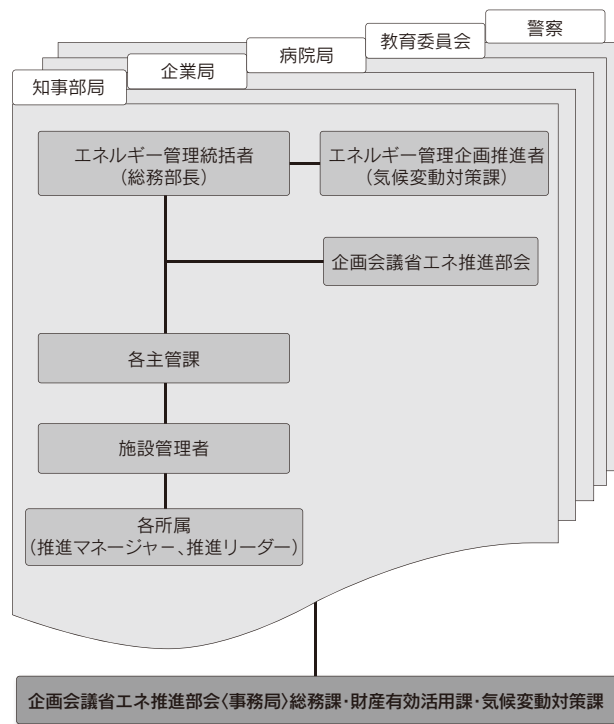 警察
教育委員会
病院局
企業局
知事部局
エネルギー管理統括者
(総務部長)
エネルギー管理企画推進者
(気候変動対策課)
企画会議省エネ推進部会
各主管課
施設管理者
各所属
(推進マネージャー、推進リーダー)
企画会議省エネ推進部会〈事務局〉総務課・財産有効活用課・気候変動対策課